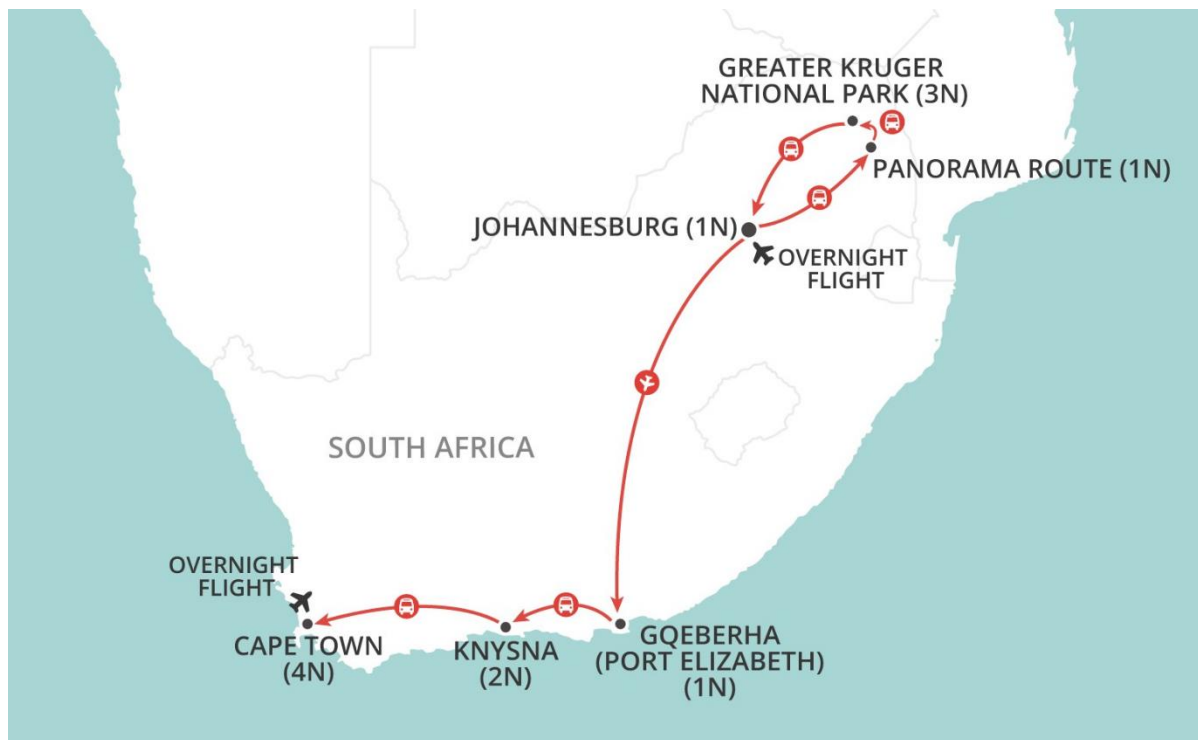 GREATER KRUGER
NATIONAL PARK (3N)
PANORAMA ROUTE (1N)
JOHANNESBURG (1N)
OVERNIGHT
FLIGHT
SOUTH AFRICA
OVERNIGHT
FLIGHT
CAPE TOWN
(4N)
KNYSNA
(2N)
GQEBERHA
(PORT ELIZABETH)
(1N)